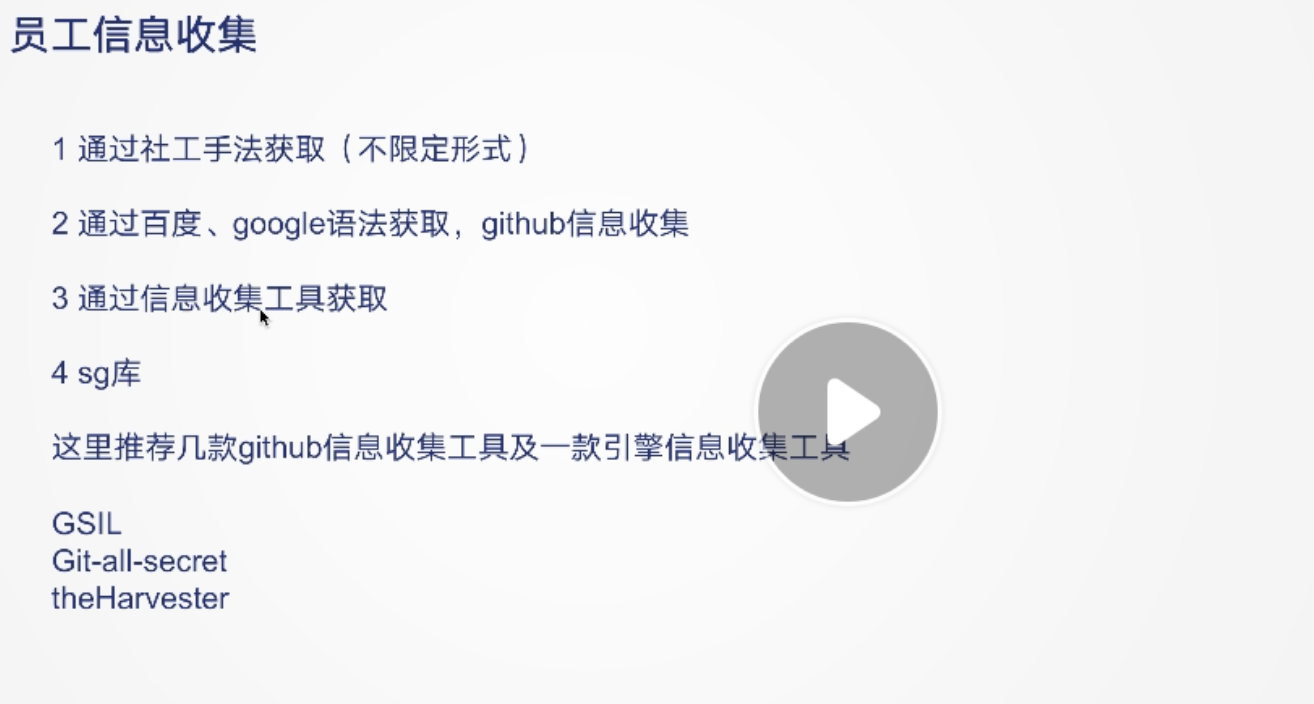 员工信息收集
1 通过社工手法获取（不限定形式）
2 通过百度、google语法获取，github信息收集
3 通过信息收集工具获取
4 sg库
这里推荐几款github信息收集工具及一款引擎信息收集工具
GSIL
Git-all-secret
theHarvester